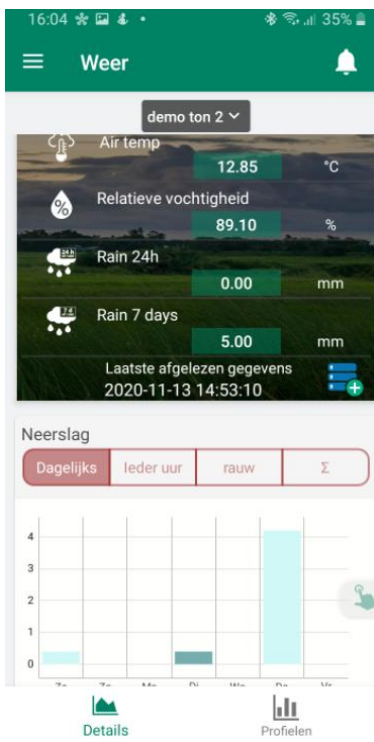 16:04 35%
Weer
demo ton 2
Air temp
12.85 °C
%
Relatieve vochtigheid
89.10 %
24 h
Rain 24h
0.00 mm
7 d
Rain 7 days
5.00 mm
Laatste afgelezen gegevens
2020-11-13 14:53:10
Neerslag
Dagelijks Ieder uur rauw Σ
4
3
2
1
0
Details Profielen